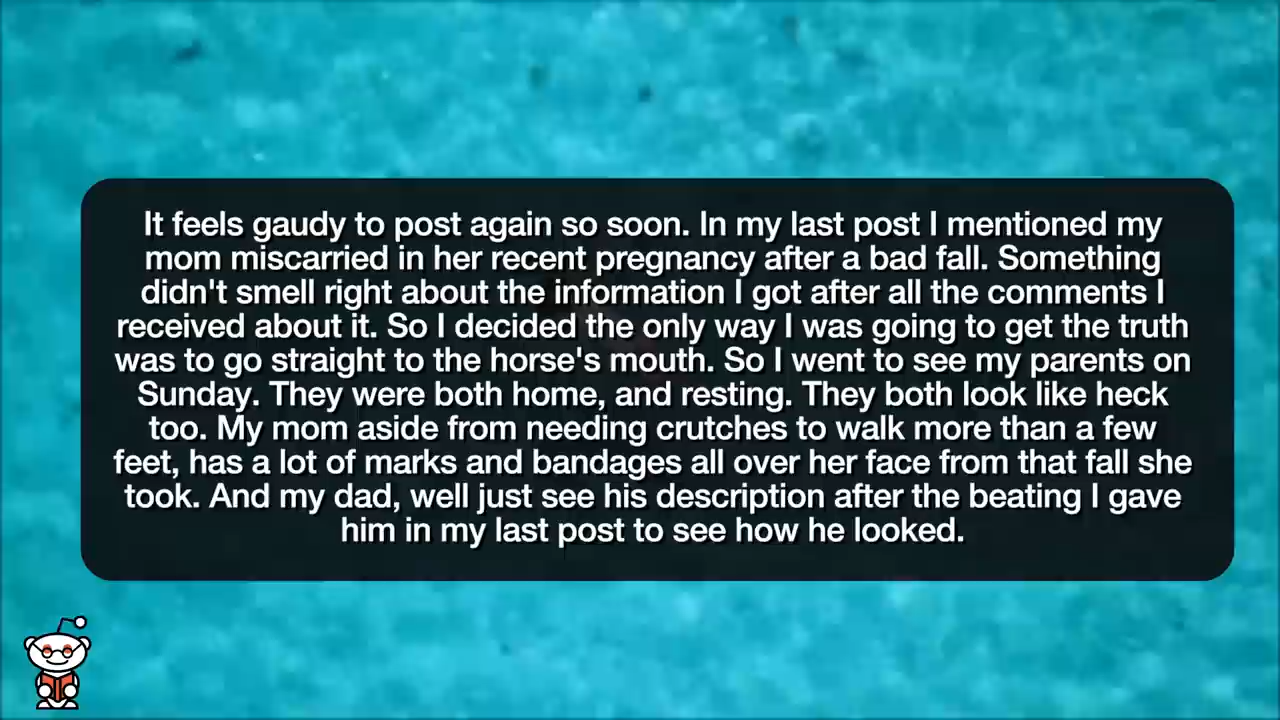 It feels gaudy to post again so soon. In my last post I mentioned my
mom miscarried in her recent pregnancy after a bad fall. Something
didn't smell right about the information I got after all the comments I
received about it. So I decided the only way I was going to get the truth
was to go straight to the horse's mouth. So I went to see my parents on
Sunday. They were both home, and resting. They both look like heck
too. My mom aside from needing crutches to walk more than a few
feet, has a lot of marks and bandages all over her face from that fall she
took. And my dad, well just see his description after the beating I gave
him in my last post to see how he looked.